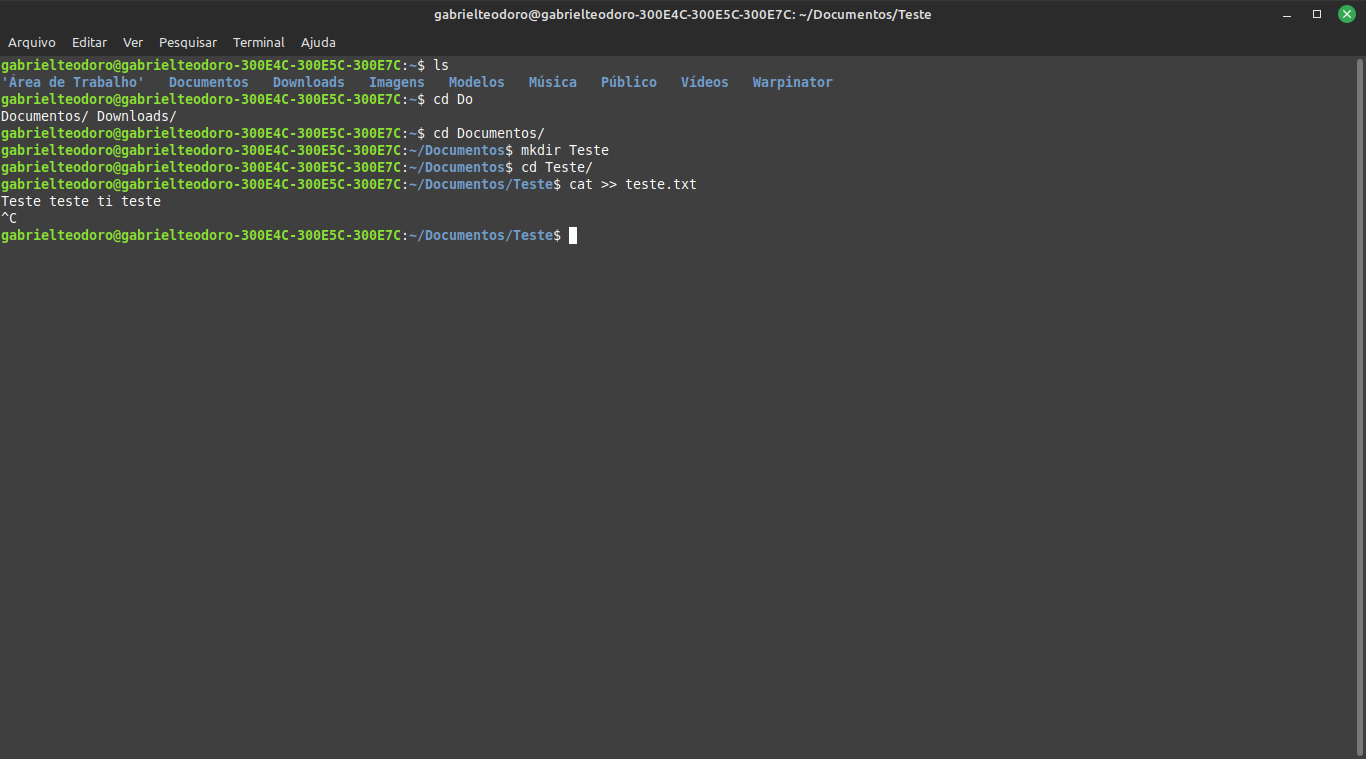 gabrielteodoro@gabrielteodoro-300E4C-300E5C-300E7C: ~/Documentos/Teste
Arquivo Editar Ver Pesquisar Terminal Ajuda
gabrielteodoro@gabrielteodoro-300E4C-300E5C-300E7C:~$ ls
'Área de Trabalho' Documentos Downloads Imagens Modelos Música Público Vídeos Warpinator
gabrielteodoro@gabrielteodoro-300E4C-300E5C-300E7C:~$ cd Do
Documentos/ Downloads/
gabrielteodoro@gabrielteodoro-300E4C-300E5C-300E7C:~$ cd Documentos/
gabrielteodoro@gabrielteodoro-300E4C-300E5C-300E7C:~/Documentos$ mkdir Teste
gabrielteodoro@gabrielteodoro-300E4C-300E5C-300E7C:~/Documentos$ cd Teste/
gabrielteodoro@gabrielteodoro-300E4C-300E5C-300E7C:~/Documentos/Teste$ cat >> teste.txt
Teste teste ti teste
^C
gabrielteodoro@gabrielteodoro-300E4C-300E5C-300E7C:~/Documentos/Teste$